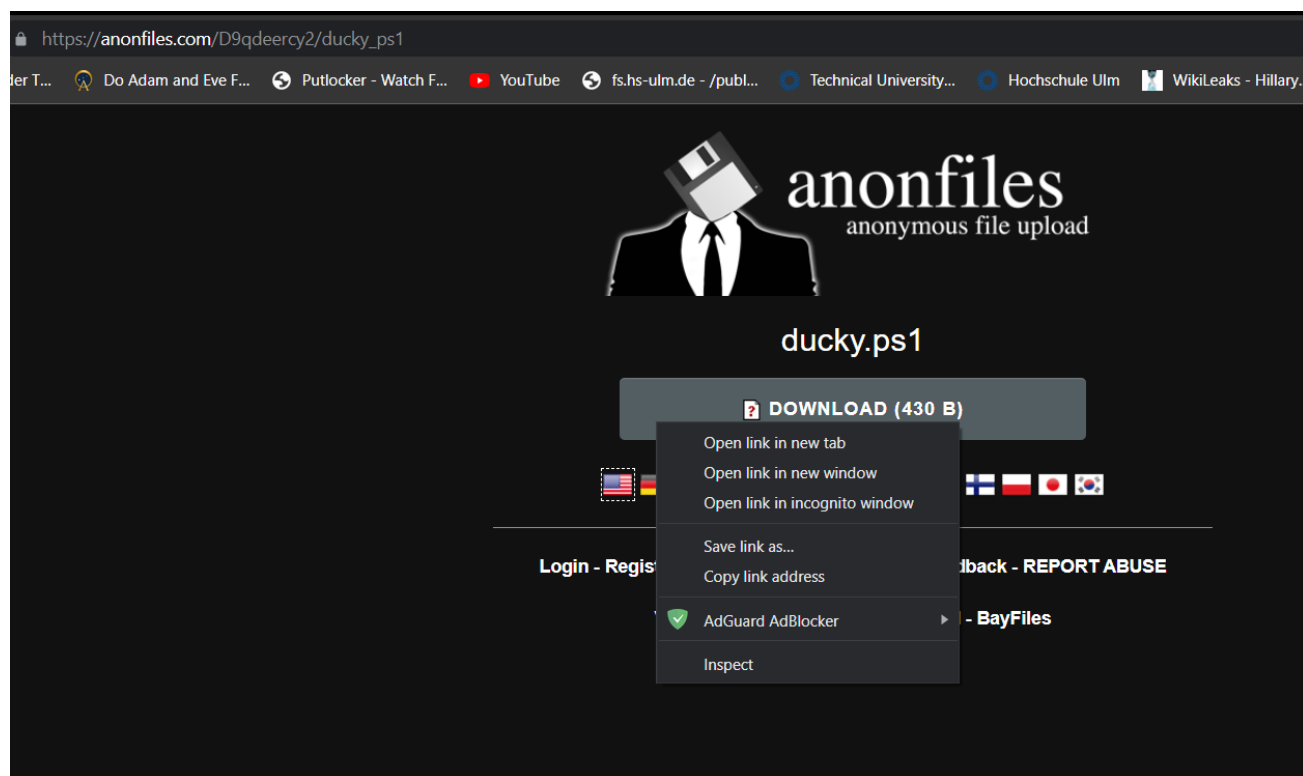 https://anonfiles.com/D9qdeercy2/ducky_ps1
der T... Do Adam and Eve F... Putlocker - Watch F... YouTube fs.hs-ulm.de - /publ... Technical University... Hochschule Ulm WikiLeaks - Hillary.
anonfiles
anonymous file upload
ducky.ps1
DOWNLOAD (430 B)
Open link in new tab
Open link in new window
Open link in incognito window
Save link as...
Login - Regis dback - REPORT ABUSE
Copy link address
- BayFiles
AdGuard AdBlocker
Inspect